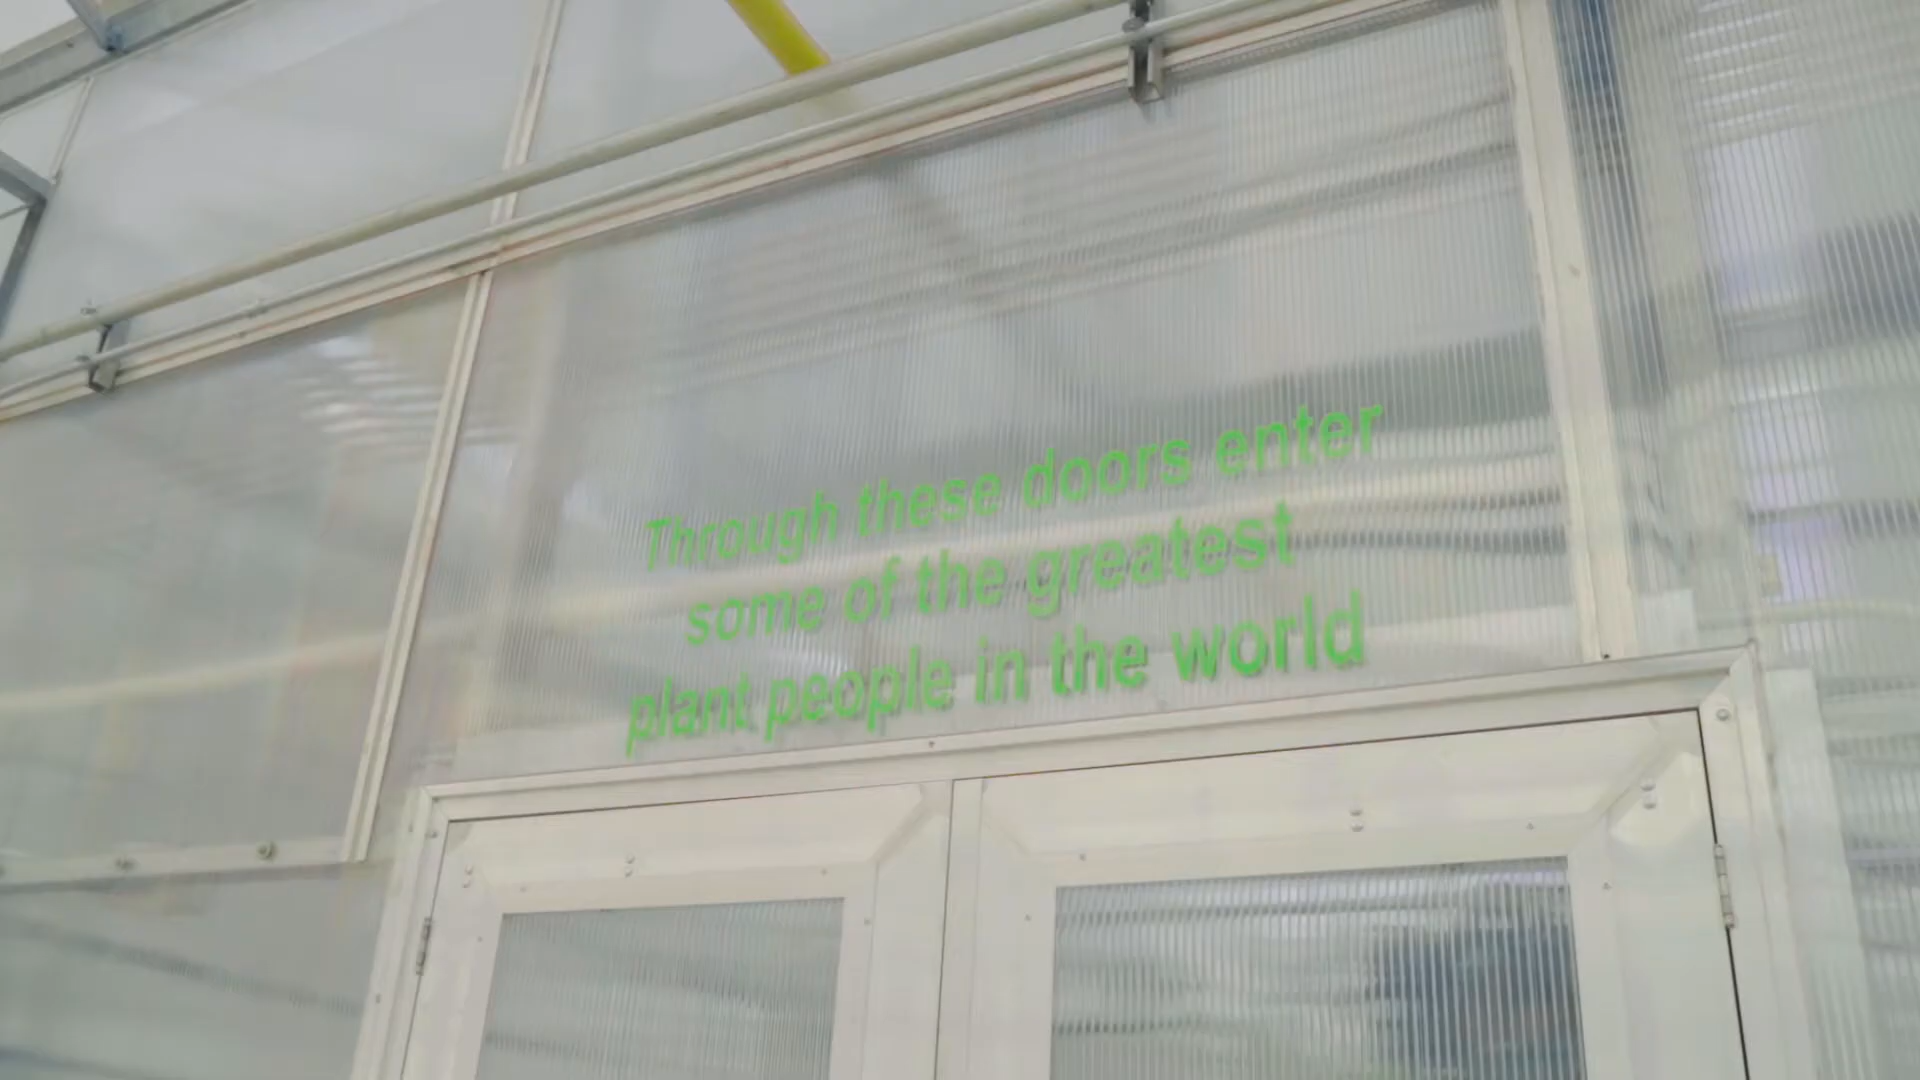 Through these doors enter
some of the greatest
plant people in the world